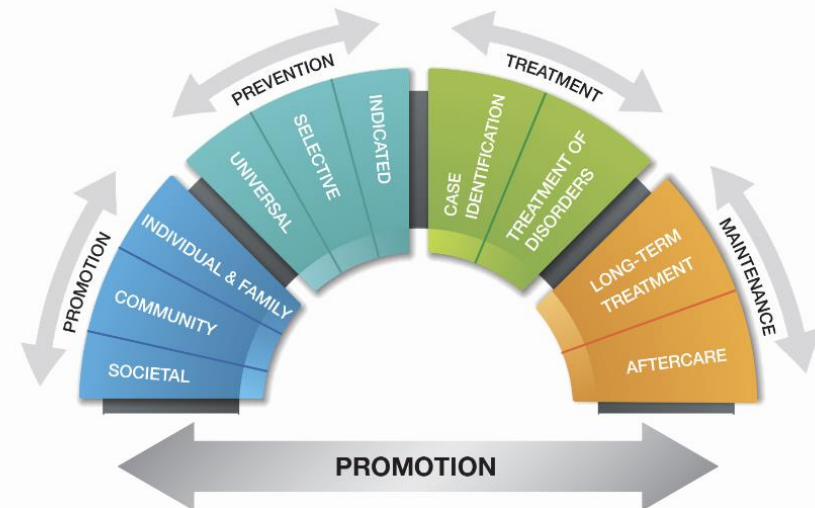 PROMOTION
SOCIETAL
COMMUNITY
INDIVIDUAL & FAMILY
PREVENTION
UNIVERSAL
SELECTIVE
INDICATED
TREATMENT
CASE
IDENTIFICATION
TREATMENT OF
DISORDERS
MAINTENANCE
LONG-TERM
TREATMENT
AFTERCARE
PROMOTION